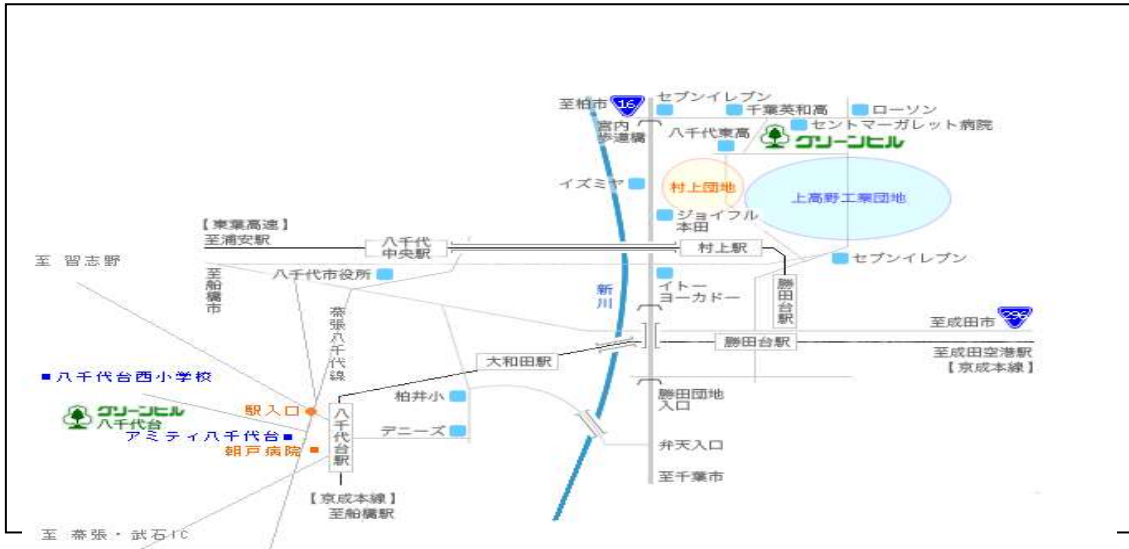 至柏市
16
セブンイレブン
千葉英和高
ローソン
宮内
歩道橋
八千代東高
セントマーガレット病院
グリーンヒル
イズミヤ
村上団地
上高野工業団地
ジョイフル
本田
【東葉高速】
至浦安駅
八千代
中央駅
村上駅
至 習志野
至船橋市
八千代市役所
セブンイレブン
新川
イトー
ヨーカドー
勝田台駅
幕張八千代線
至成田市
296
大和田駅
勝田台駅
至成田空港駅
【京成本線】
八千代台西小学校
柏井小
勝田団地
入口
グリーンヒル
八千代台
駅入口
八千代台駅
デニーズ
アミティ八千代台
朝戸病院
弁天入口
至千葉市
【京成本線】
至船橋駅
至 幕張・武石IC